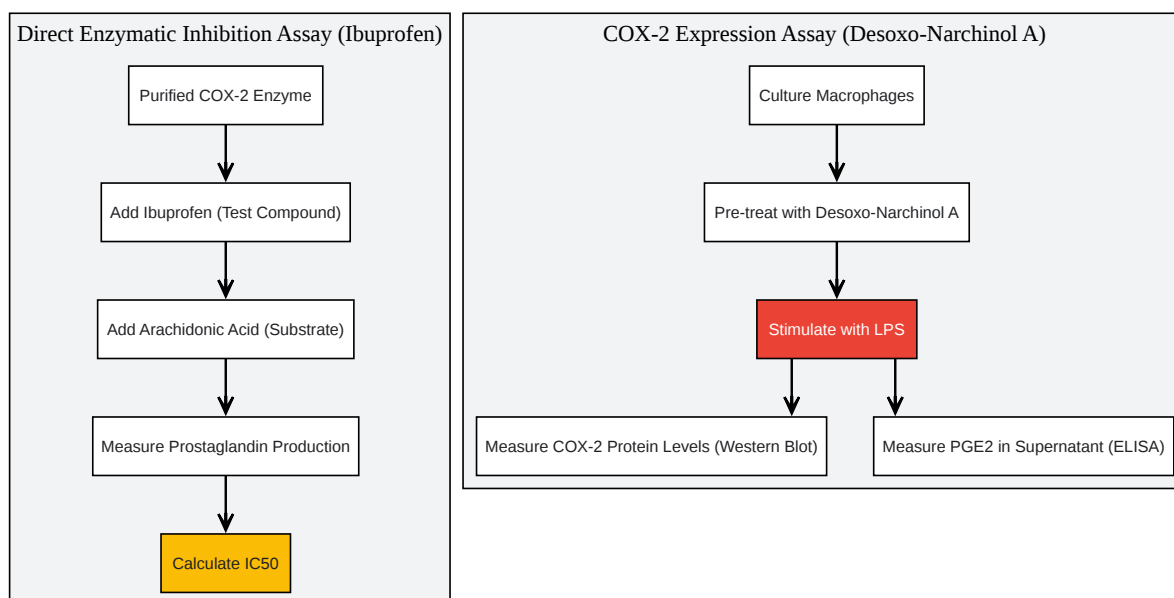 Direct Enzymatic Inhibition Assay (Ibuprofen)
Purified COX-2 Enzyme
Add Ibuprofen (Test Compound)
Add Arachidonic Acid (Substrate)
Measure Prostaglandin Production
Calculate IC50
COX-2 Expression Assay (Desoxo-Narchinol A)
Culture Macrophages
Pre-treat with Desoxo-Narchinol A
Stimulate with LPS
Measure COX-2 Protein Levels (Western Blot)
Measure PGE2 in Supernatant (ELISA)